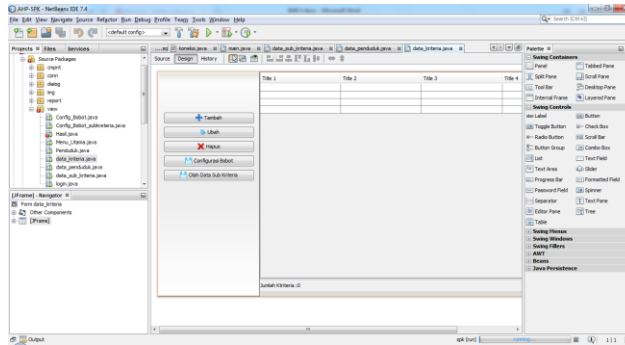 AHP-SPK - NetBeans IDE 7.4
File Edit View Navigate Source Refactor Run Debug Profile Team Tools Window Help
Search (Ctrl+I)
<default config>
Projects Files Services
Source Packages
cmpnt
conn
dialog
img
report
view
Config_Bobot.java
Config_Bobot_subkriteria.java
Hasil.java
Menu_Utama.java
Penduduk.java
data_kriteria.java
data_penduduk.java
data_sub_kriteria.java
login.java
[JFrame] - Navigator
Form data_kriteria
Other Components
[JFrame]
koneksi.java main.java data_sub_kriteria.java data_penduduk.java data_kriteria.java
Source Design History
Title 1 Title 2 Title 3 Title 4
Tambah
Ubah
Hapus
Configurasi Bobot
Olah Data Sub Kriteria
Jumlah Kriteria :0
Palette
Swing Containers
Panel Tabbed Pane
Split Pane Scroll Pane
Tool Bar Desktop Pane
Internal Frame Layered Pane
Swing Controls
Label Button
Toggle Button Check Box
Radio Button Button Group
Combo Box List
Text Field Text Area
Scroll Bar Slider
Progress Bar Formatted Field
Password Field Spinner
Separator Text Pane
Editor Pane Tree
Table
Swing Menus
Swing Windows
Swing Fillers
AWT
Beans
Java Persistence
Output
spk (run) running... 1|1